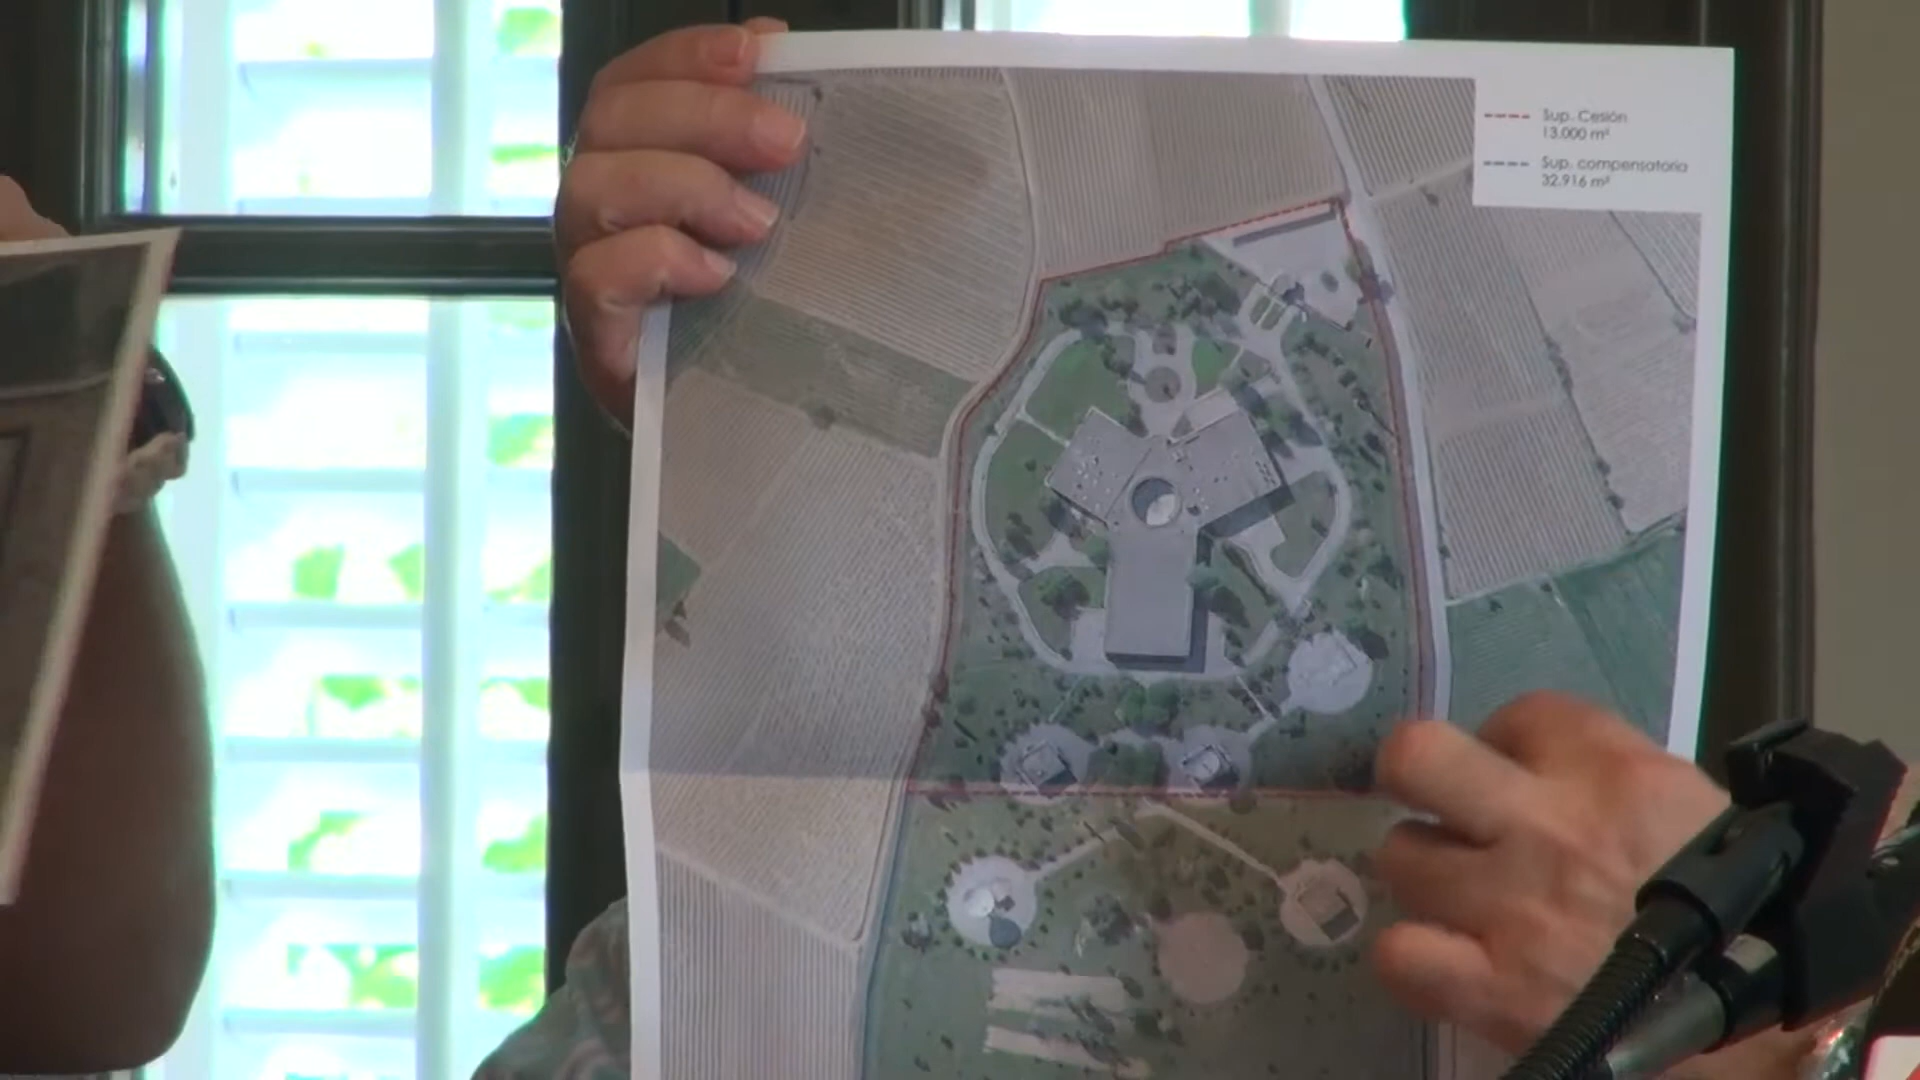 Sup. Cesión
13.000 m²
Sup. compensatoria
32.916 m²